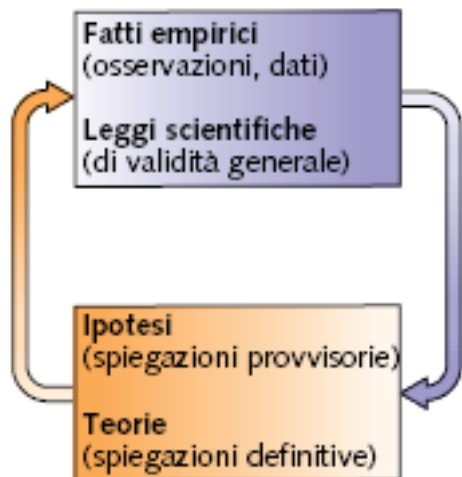 Fatti empirici
(osservazioni, dati)
Leggi scientifiche
(di validità generale)
Ipotesi
(spiegazioni provvisorie)
Teorie
(spiegazioni definitive)